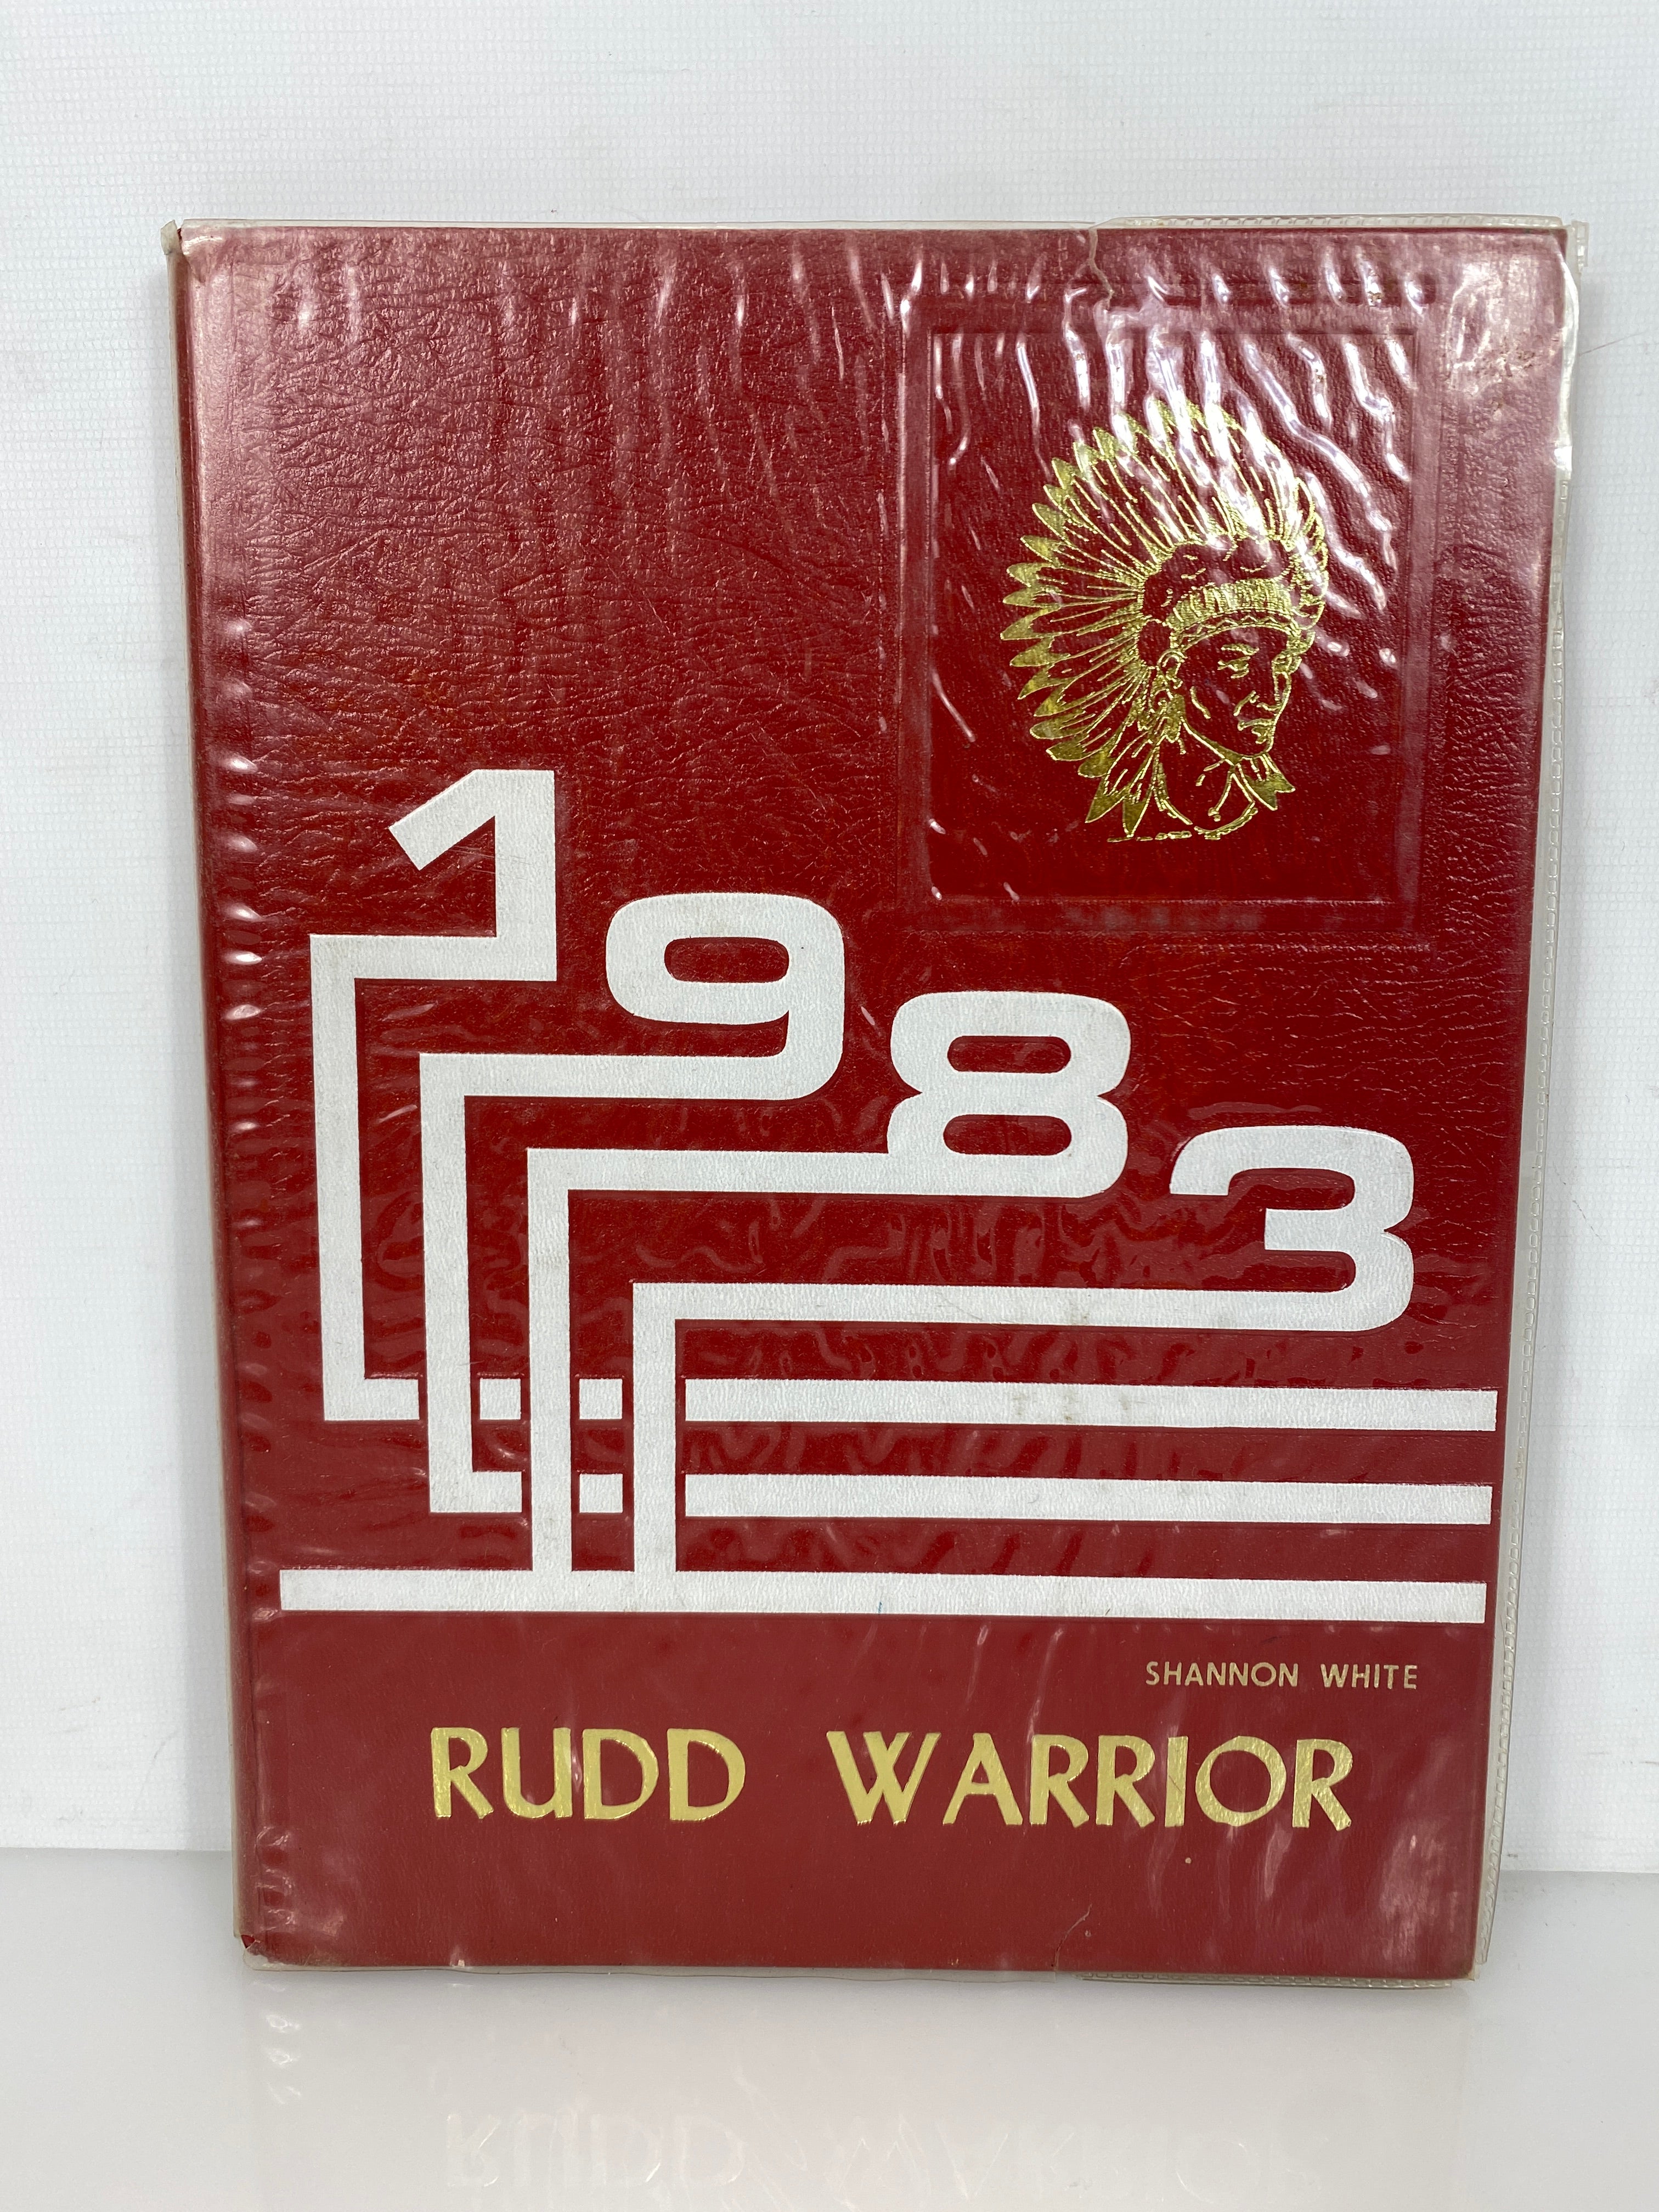 1983
SHANNON WHITE
RUDD WARRIOR